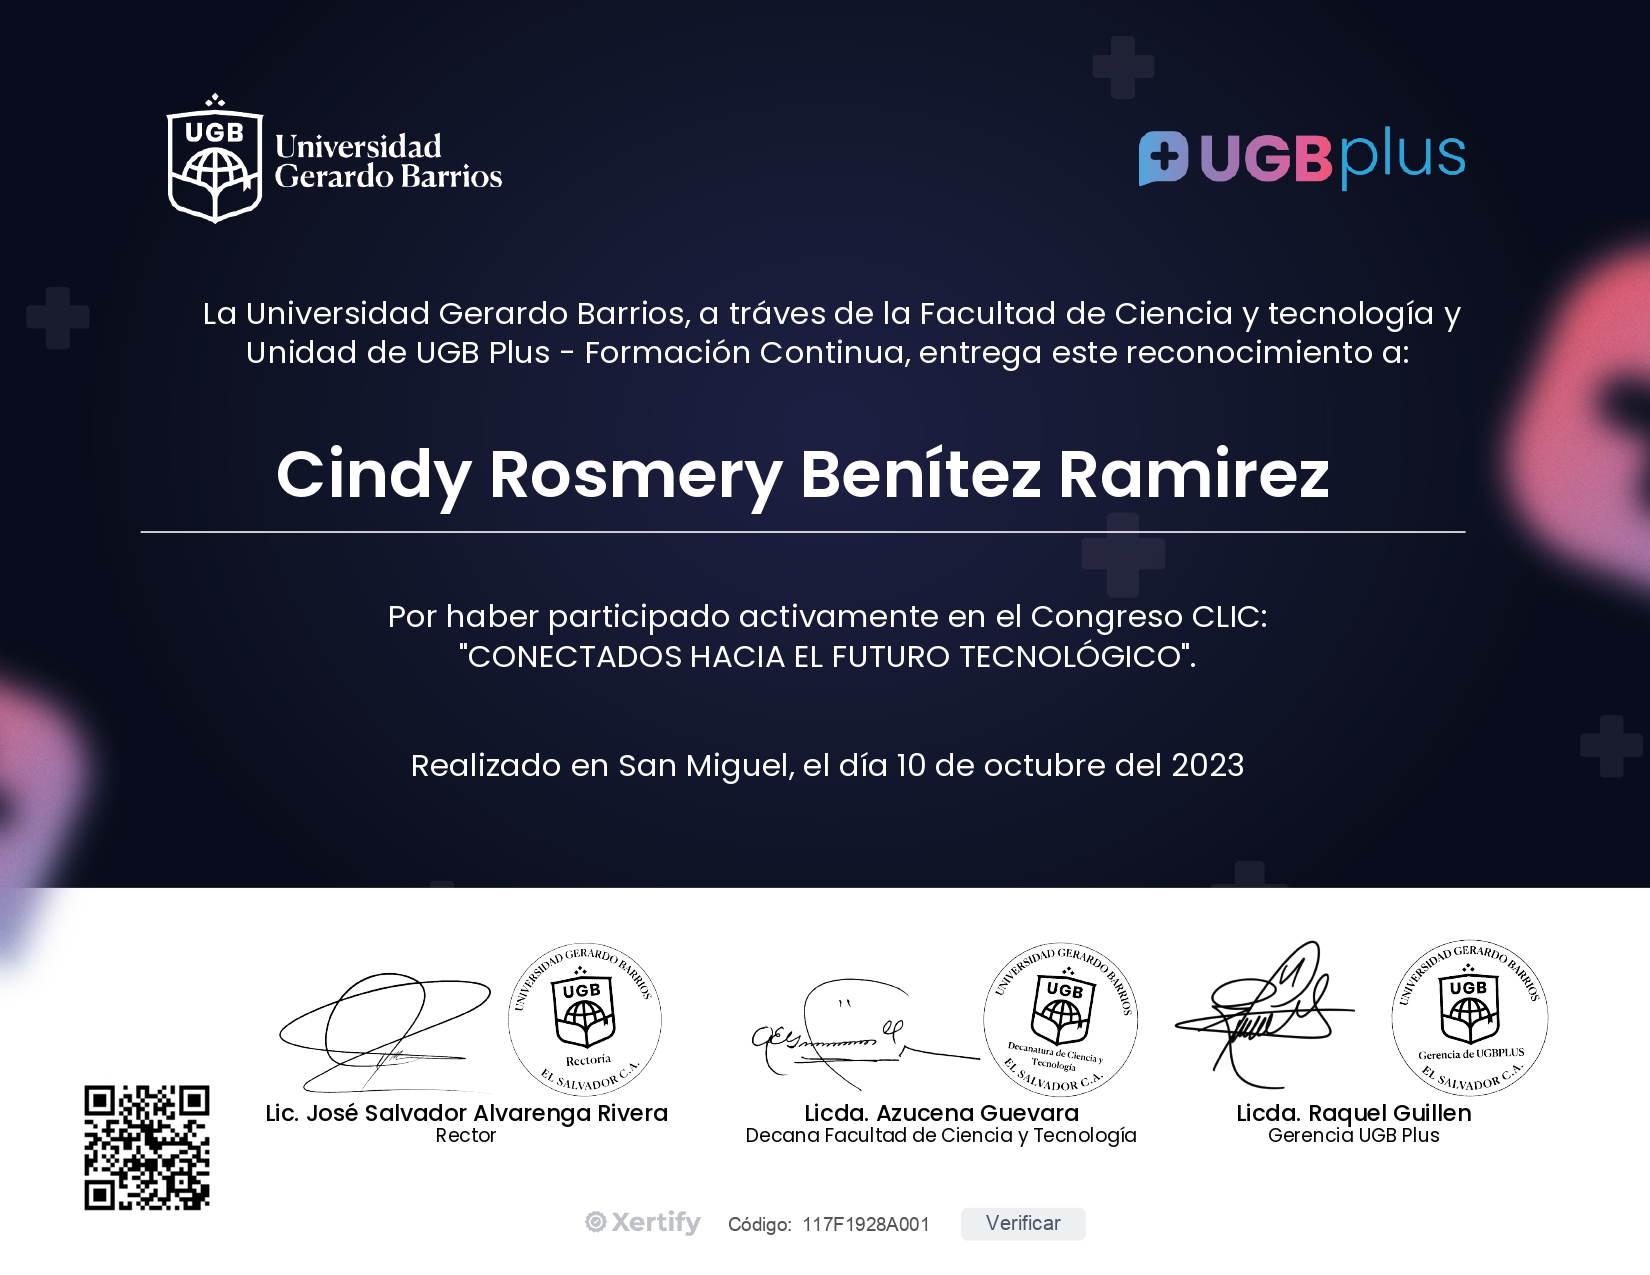 UGB
Universidad
Gerardo Barrios
UGBplus
La Universidad Gerardo Barrios, a tráves de la Facultad de Ciencia y tecnología y
Unidad de UGB Plus - Formación Continua, entrega este reconocimiento a:
Cindy Rosmery Benítez Ramirez
Por haber participado activamente en el Congreso CLIC:
"CONECTADOS HACIA EL FUTURO TECNOLÓGICO".
Realizado en San Miguel, el día 10 de octubre del 2023
UNIVERSIDAD GERARDO BARRIOS
UGB
Rectoría
EL SALVADOR C.A.
UNIVERSIDAD GERARDO BARRIOS
UGB
Decanatura de Ciencia y
Tecnología
EL SALVADOR C.A.
UNIVERSIDAD GERARDO BARRIOS
UGB
Gerencia de UGBPLUS
EL SALVADOR C.A.
Lic. José Salvador Alvarenga Rivera
Rector
Licda. Azucena Guevara
Decana Facultad de Ciencia y Tecnología
Licda. Raquel Guillen
Gerencia UGB Plus
Xertify
Código: 117F1928A001
Verificar